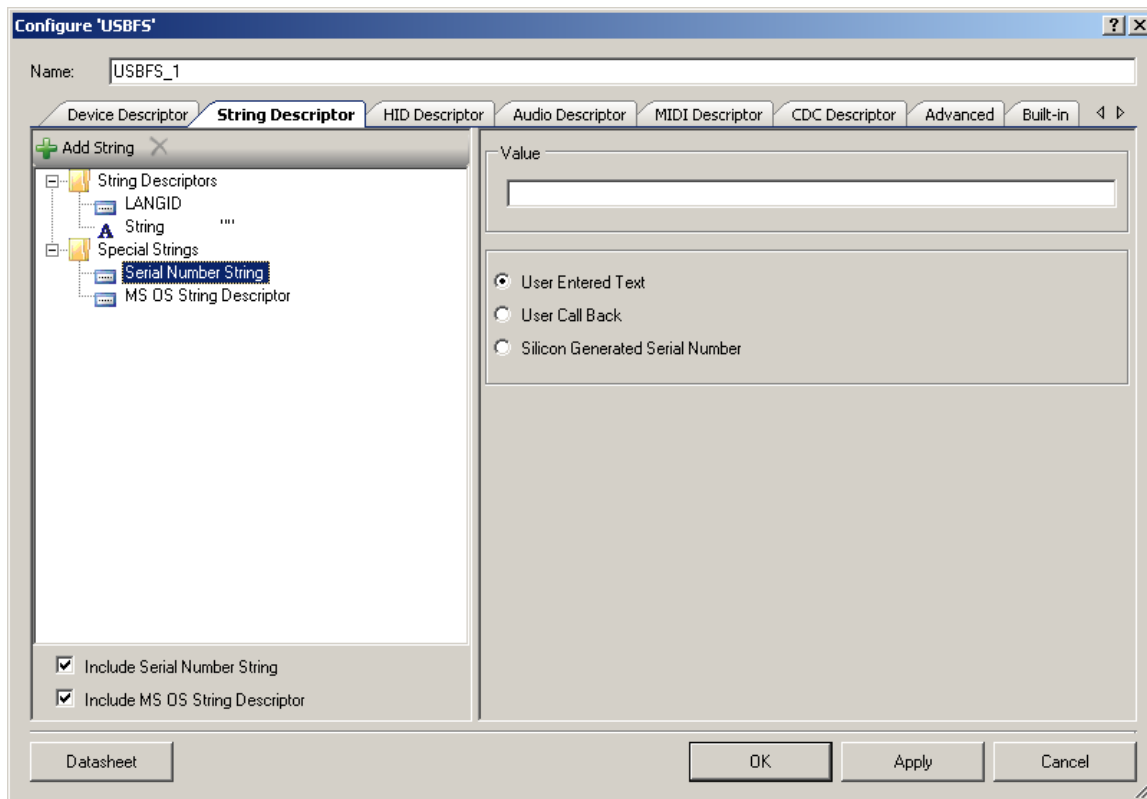 Configure 'USBFS'
Name: USBFS_1
Device Descriptor String Descriptor HID Descriptor Audio Descriptor MIDI Descriptor CDC Descriptor Advanced Built-in
Add String
String Descriptors
LANGID
String ""
Special Strings
Serial Number String
MS OS String Descriptor
Include Serial Number String
Include MS OS String Descriptor
Value
User Entered Text
User Call Back
Silicon Generated Serial Number
Datasheet OK Apply Cancel